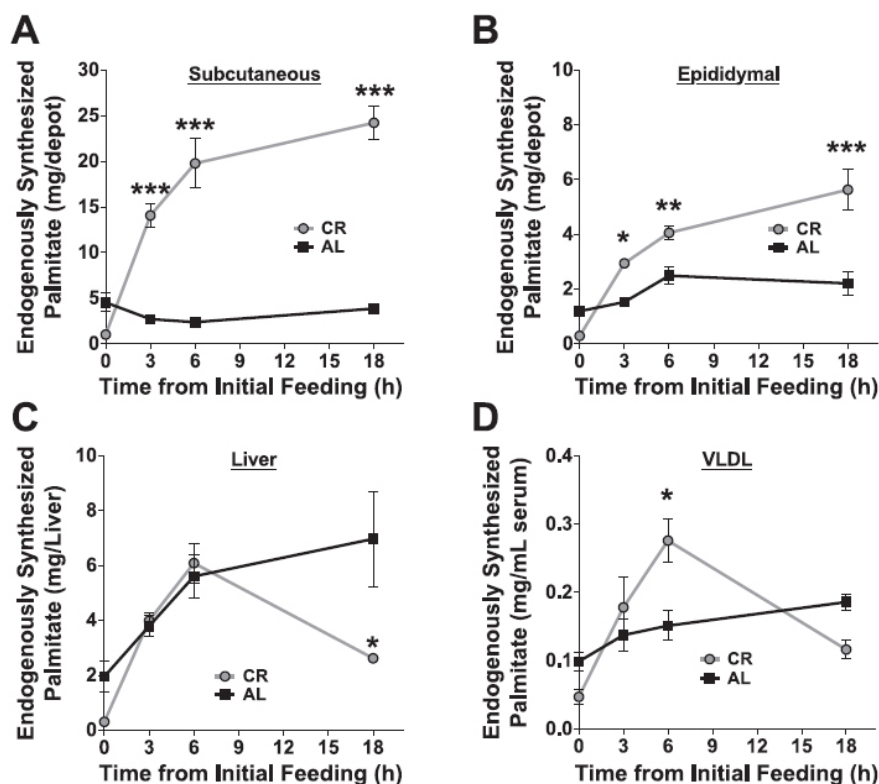 A
Subcutaneous
Endogenously Synthesized
Palmitate (mg/depot)
30
25
20
15
10
5
0
***
***
***
CR
AL
0 3 6 9 12 15 18
Time from Initial Feeding (h)
B
Epididymal
Endogenously Synthesized
Palmitate (mg/depot)
10
8
6
4
2
0
*
**
***
CR
AL
0 3 6 9 12 15 18
Time from Initial Feeding (h)
C
Liver
Endogenously Synthesized
Palmitate (mg/Liver)
10
8
6
4
2
0
*
CR
AL
0 3 6 9 12 15 18
Time from Initial Feeding (h)
D
VLDL
Endogenously Synthesized
Palmitate (mg/mL serum)
0.4
0.3
0.2
0.1
0.0
*
CR
AL
0 3 6 9 12 15 18
Time from Initial Feeding (h)